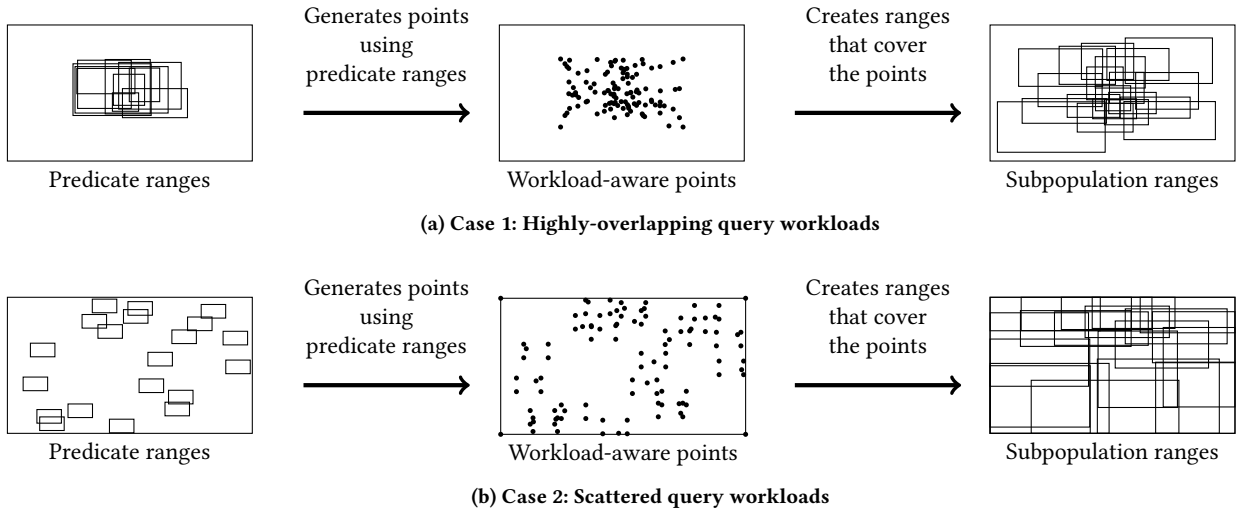 Generates points
using
predicate ranges
Creates ranges
that cover
the points
Predicate ranges
Workload-aware points
Subpopulation ranges
(a) Case 1: Highly-overlapping query workloads
Generates points
using
predicate ranges
Creates ranges
that cover
the points
Predicate ranges
Workload-aware points
Subpopulation ranges
(b) Case 2: Scattered query workloads